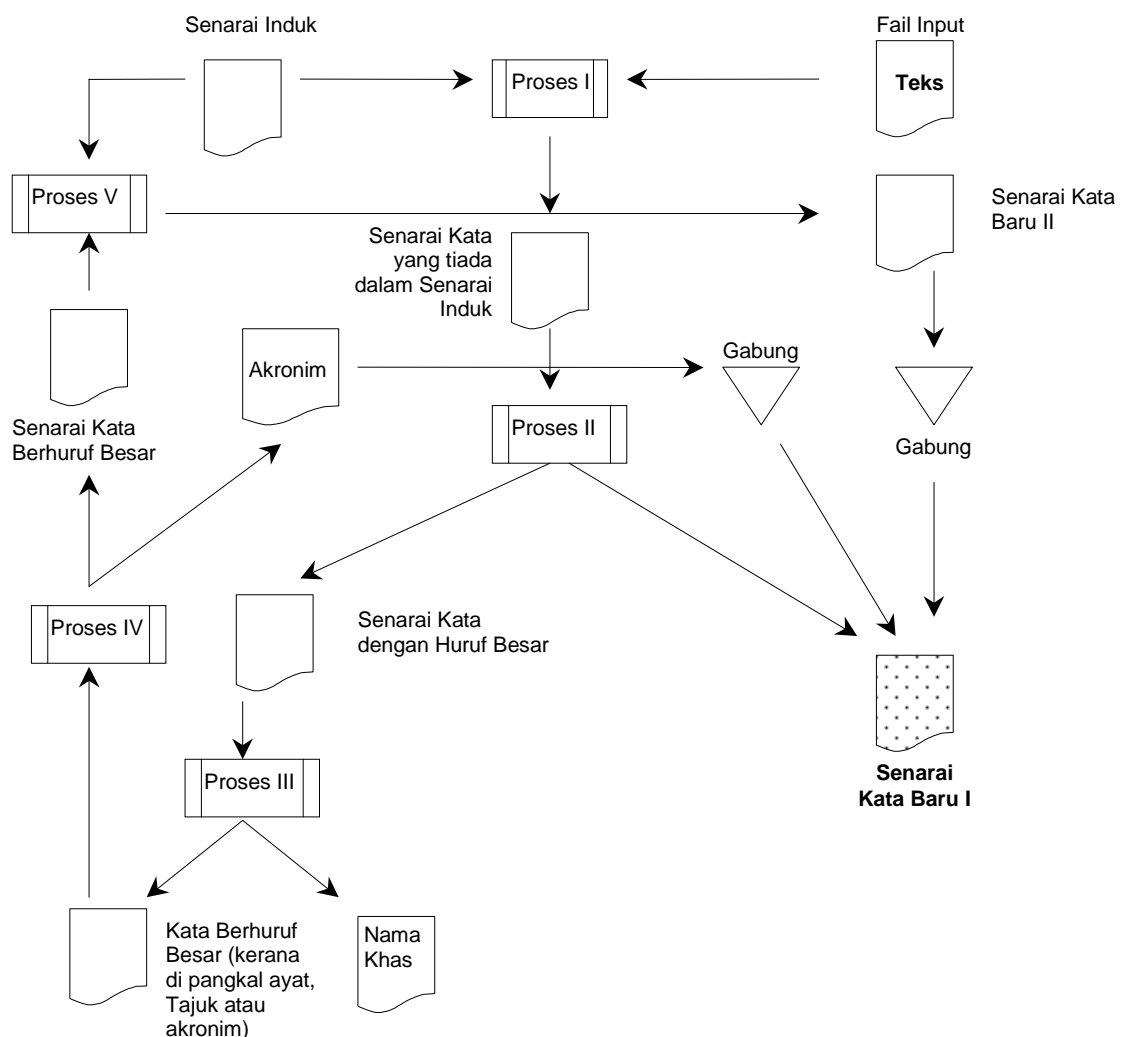 Senarai Induk
Fail Input
Proses I
Teks
Proses V
Senarai Kata
Baru II
Senarai Kata
yang tiada
dalam Senarai
Induk
Gabung
Akronim
Senarai Kata
Berhuruf Besar
Proses II
Gabung
Proses IV
Senarai Kata
dengan Huruf Besar
Proses III
Senarai
Kata Baru I
Kata Berhuruf
Besar (kerana
di pangkal ayat,
Tajuk atau
akronim)
Nama
Khas